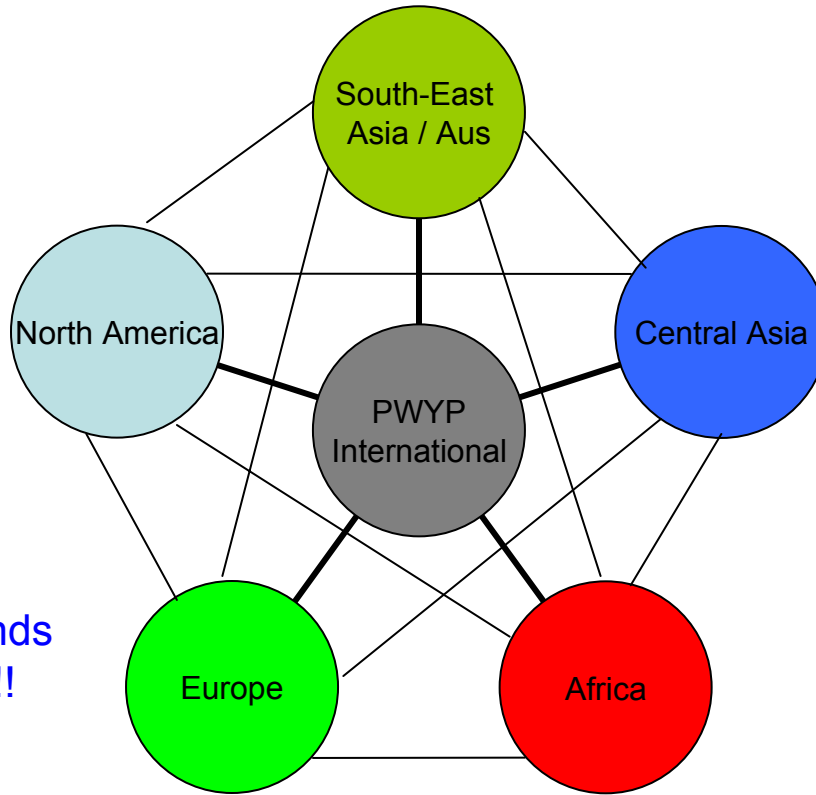 South-East
Asia / Aus
North America
Central Asia
PWYP
International
Europe
Africa